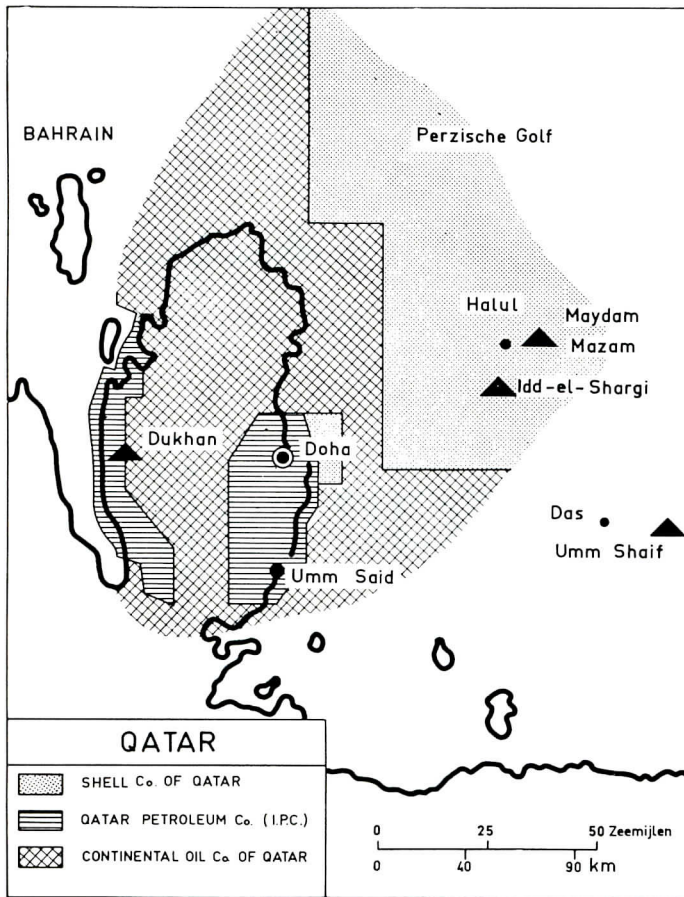 BAHRAIN
Perzische Golf
Halul
Maydam
Mazam
Idd-el-Shargi
Dukhan
Doha
Das
Umm Shaif
Umm Said
QATAR
SHELL Co. OF QATAR
QATAR PETROLEUM Co. (I.P.C.)
CONTINENTAL OIL Co. OF QATAR
0 25 50 Zeemijlen
0 40 90 km